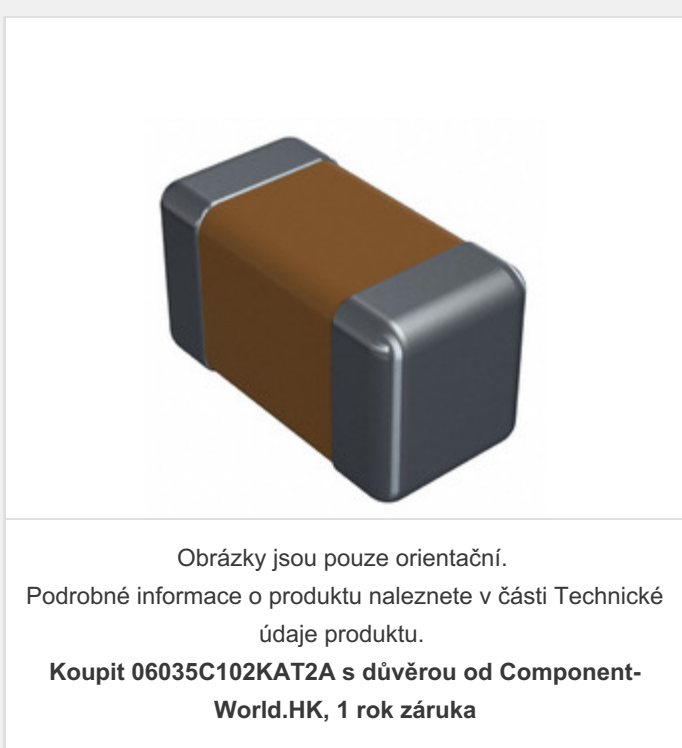 Obrázky jsou pouze orientační.
Podrobné informace o produktu naleznete v části Technické
údaje produktu.
Koupit 06035C102KAT2A s důvěrou od Component-
World.HK, 1 rok záruka